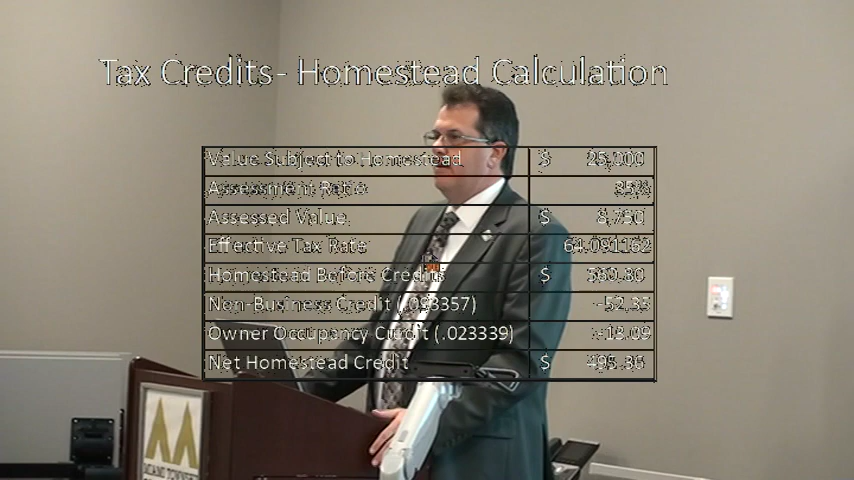 Tax Credits- Homestead Calculation
Value Subject to Homestead $ 25,000
Assessment Ratio 35%
Assessed Value $ 8,750
Effective Tax Rate 64.091162
Homestead Before Credits $ 560.80
Non-Business Credit (.093357) -52.35
Owner Occupancy Credit (.023339) -13.09
Net Homestead Credit $ 495.36
MIAMI